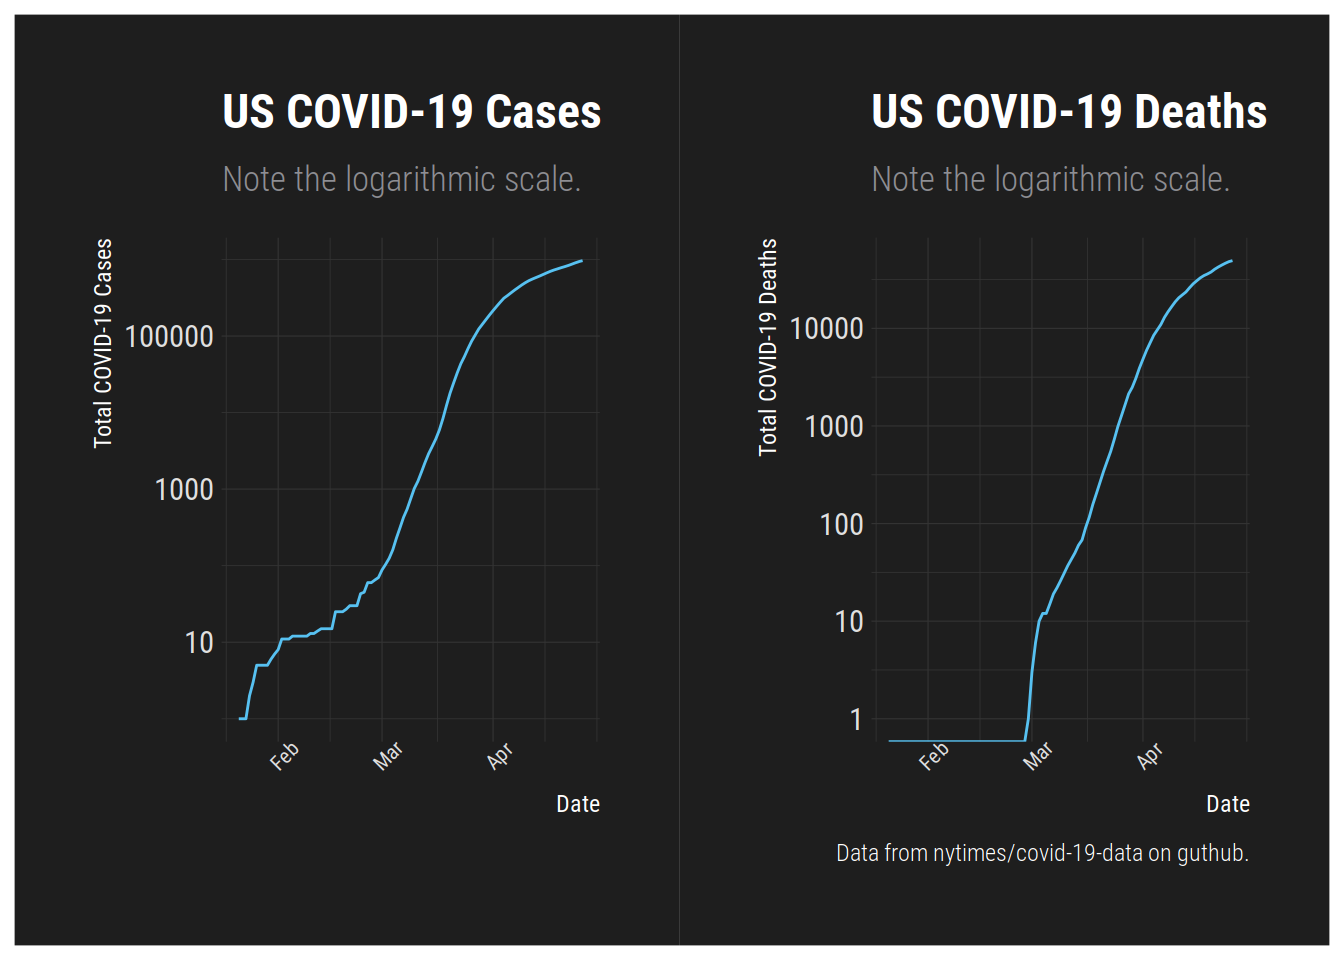 US COVID-19 Cases
Note the logarithmic scale.
Total COVID-19 Cases
100000
1000
10
Feb
Mar
Apr
Date
US COVID-19 Deaths
Note the logarithmic scale.
Total COVID-19 Deaths
10000
1000
100
10
1
Feb
Mar
Apr
Date
Data from nytimes/covid-19-data on guthub.